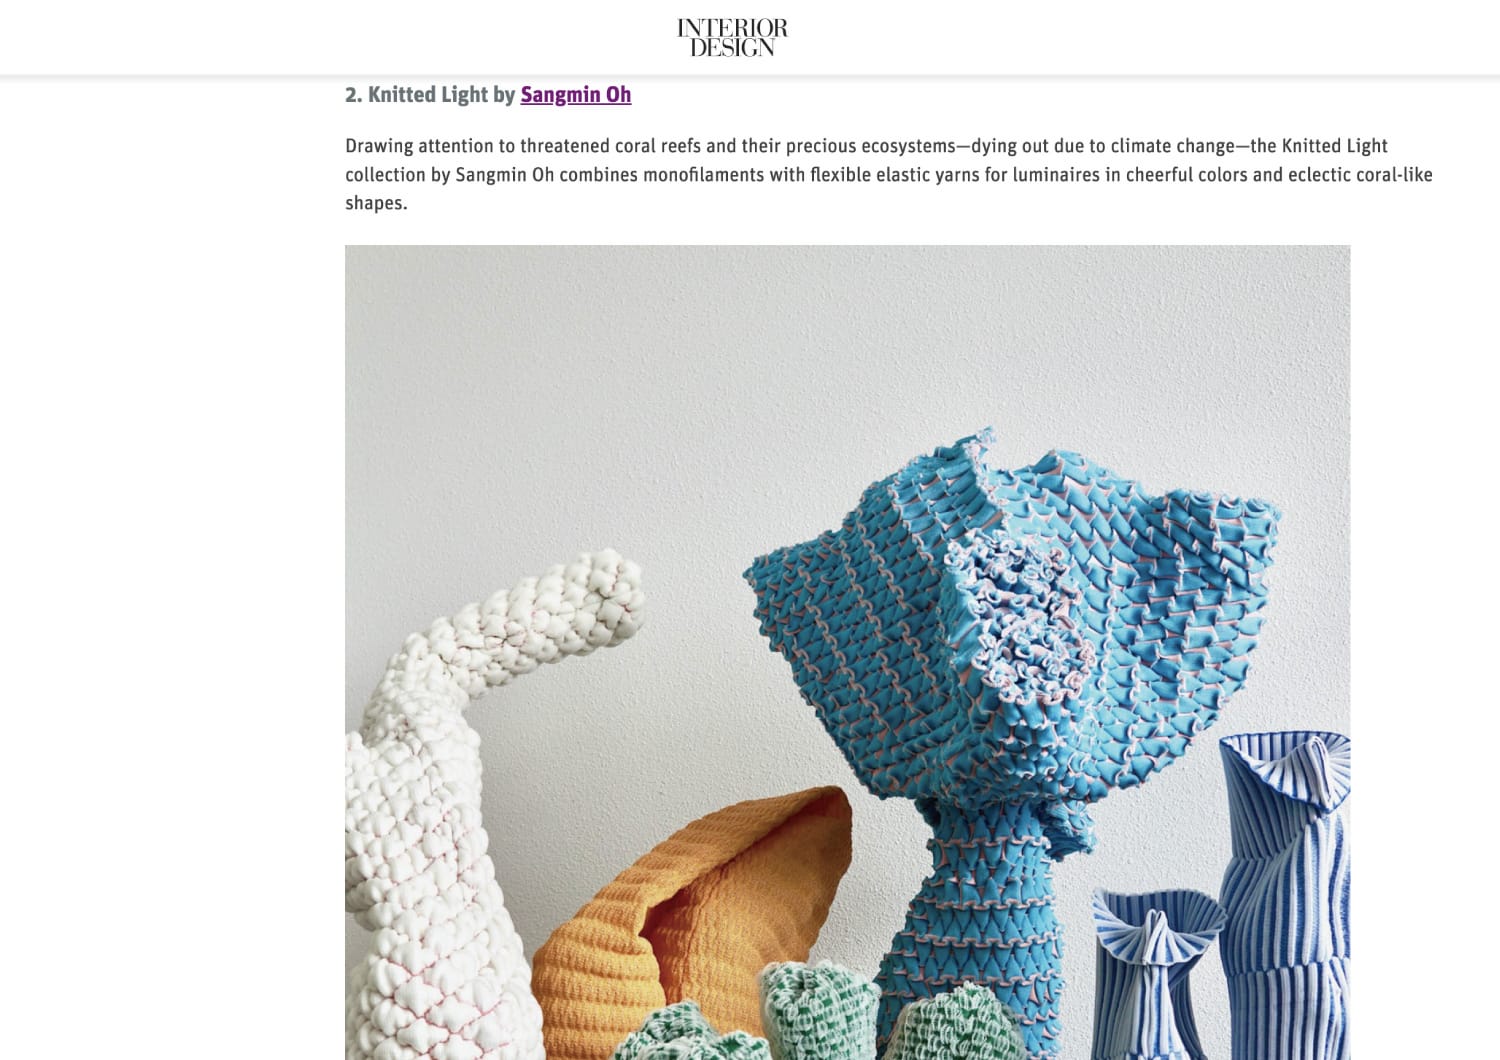 INTERIOR
DESIGN
2. Knitted Light by Sangmin Oh
Drawing attention to threatened coral reefs and their precious ecosystems—dying out due to climate change—the Knitted Light
collection by Sangmin Oh combines monofilaments with flexible elastic yarns for luminaires in cheerful colors and eclectic coral-like
shapes.